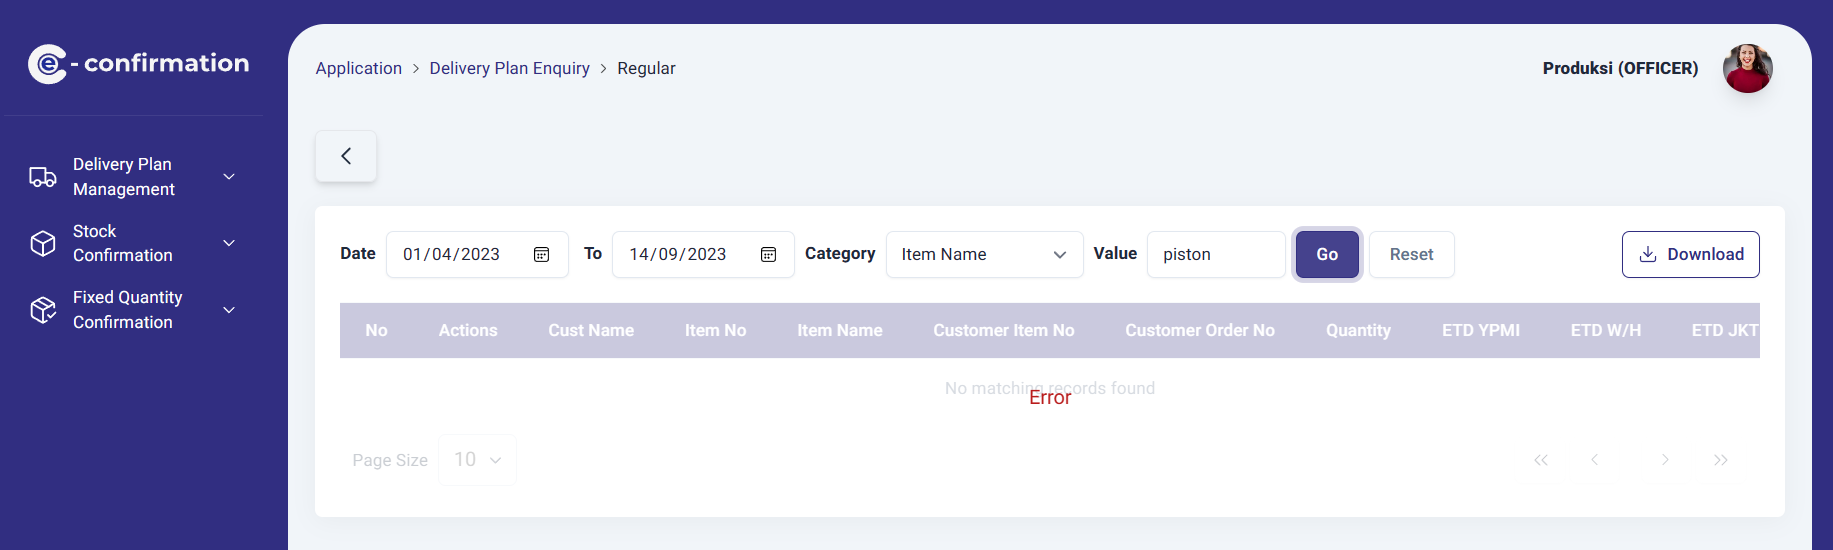 e - confirmation
Application > Delivery Plan Enquiry > Regular
Produksi (OFFICER)
Delivery Plan
Management
Stock
Confirmation
Fixed Quantity
Confirmation
Date 01/04/2023 To 14/09/2023 Category Item Name Value piston Go Reset Download
No Actions Cust Name Item No Item Name Customer Item No Customer Order No Quantity ETD YPMI ETD W/H ETD JKT
No matching records found
Error
Page Size 10